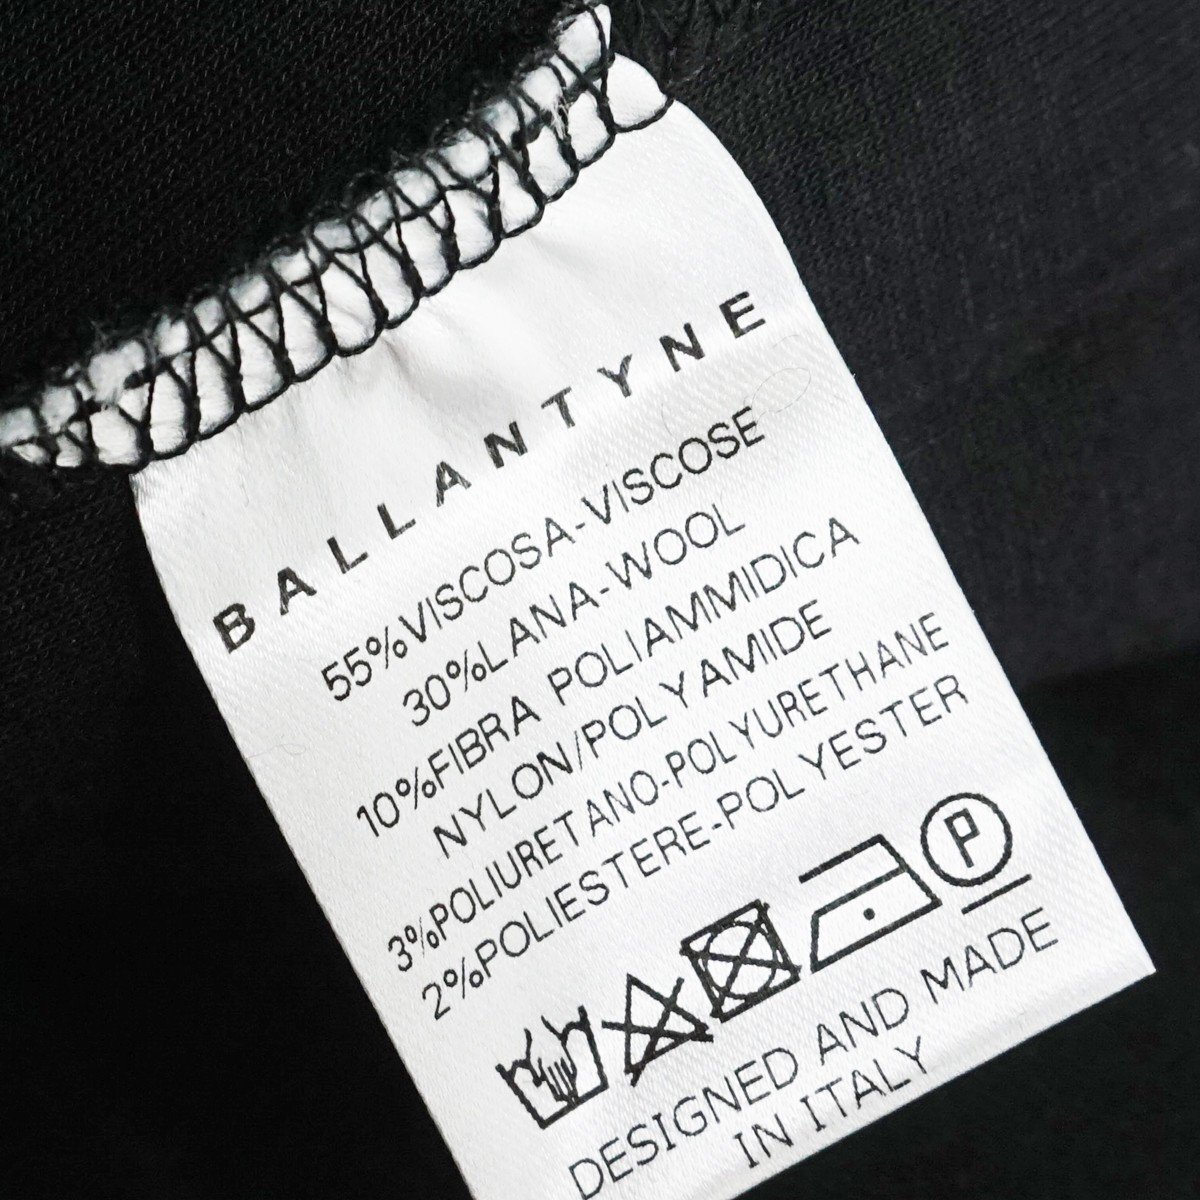 BALLANTYNE
55%VISCOSA-VISCOSE
30%LANA-WOOL
10%FIBRA POLIAMMIDICA
NYLON/POLYAMIDE
3%POLIURETANO-POLYURETHANE
2%POLIESTERE-POLYESTER
P
DESIGNED AND MADE
IN ITALY